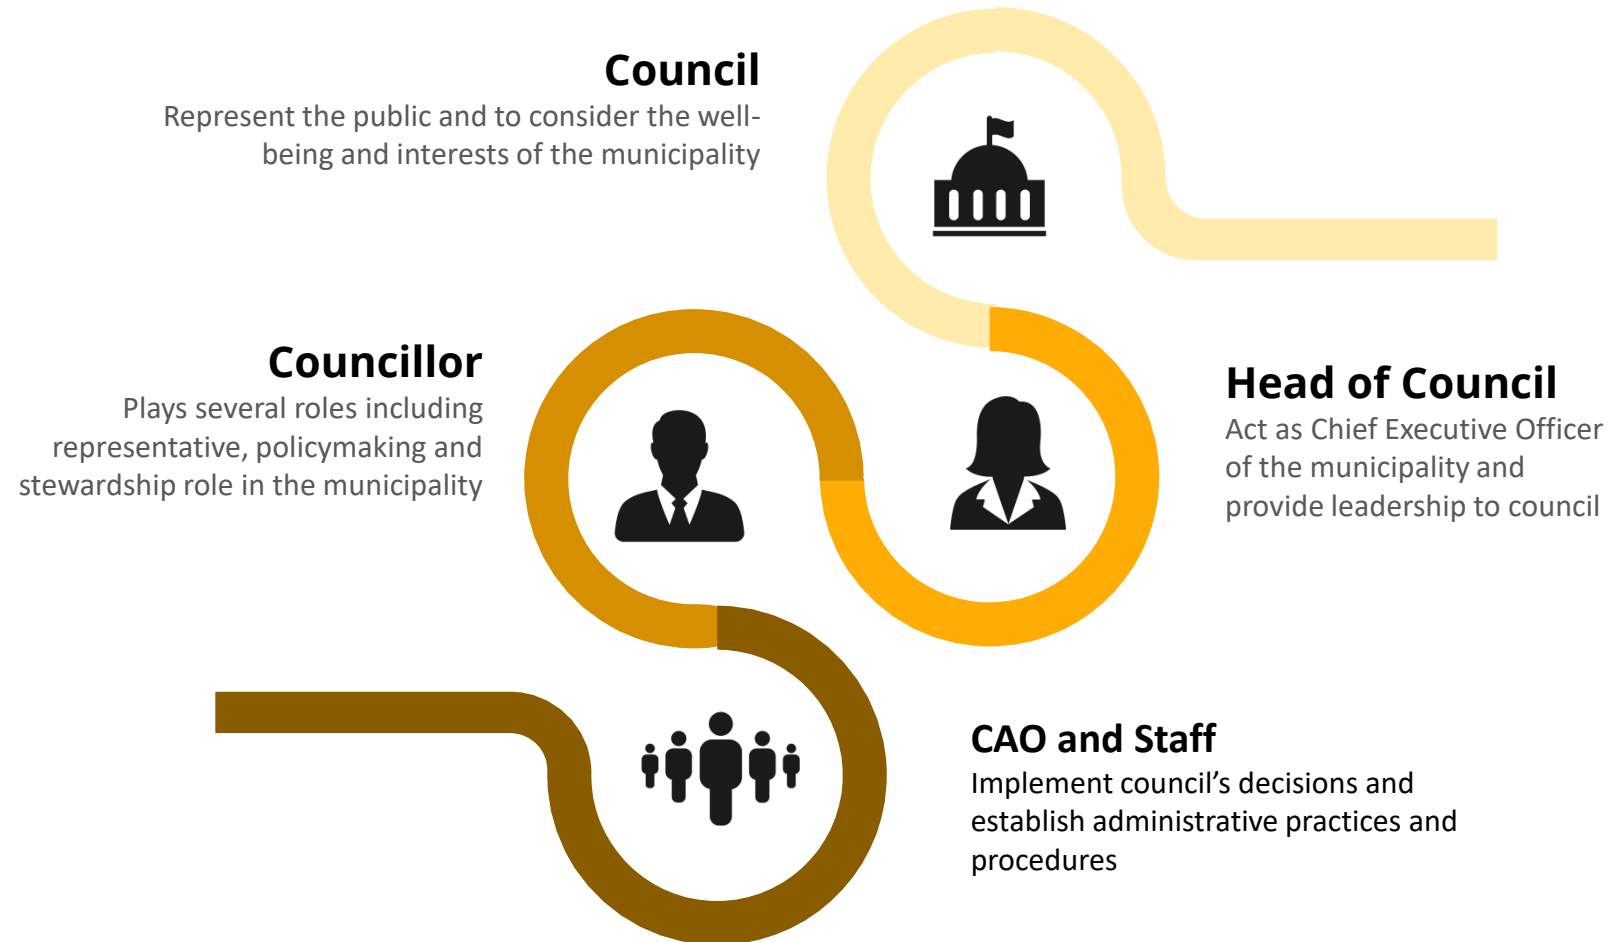 Council
Represent the public and to consider the well-
being and interests of the municipality
Councillor
Plays several roles including
representative, policymaking and
stewardship role in the municipality
Head of Council
Act as Chief Executive Officer
of the municipality and
provide leadership to council
CAO and Staff
Implement council’s decisions and
establish administrative practices and
procedures